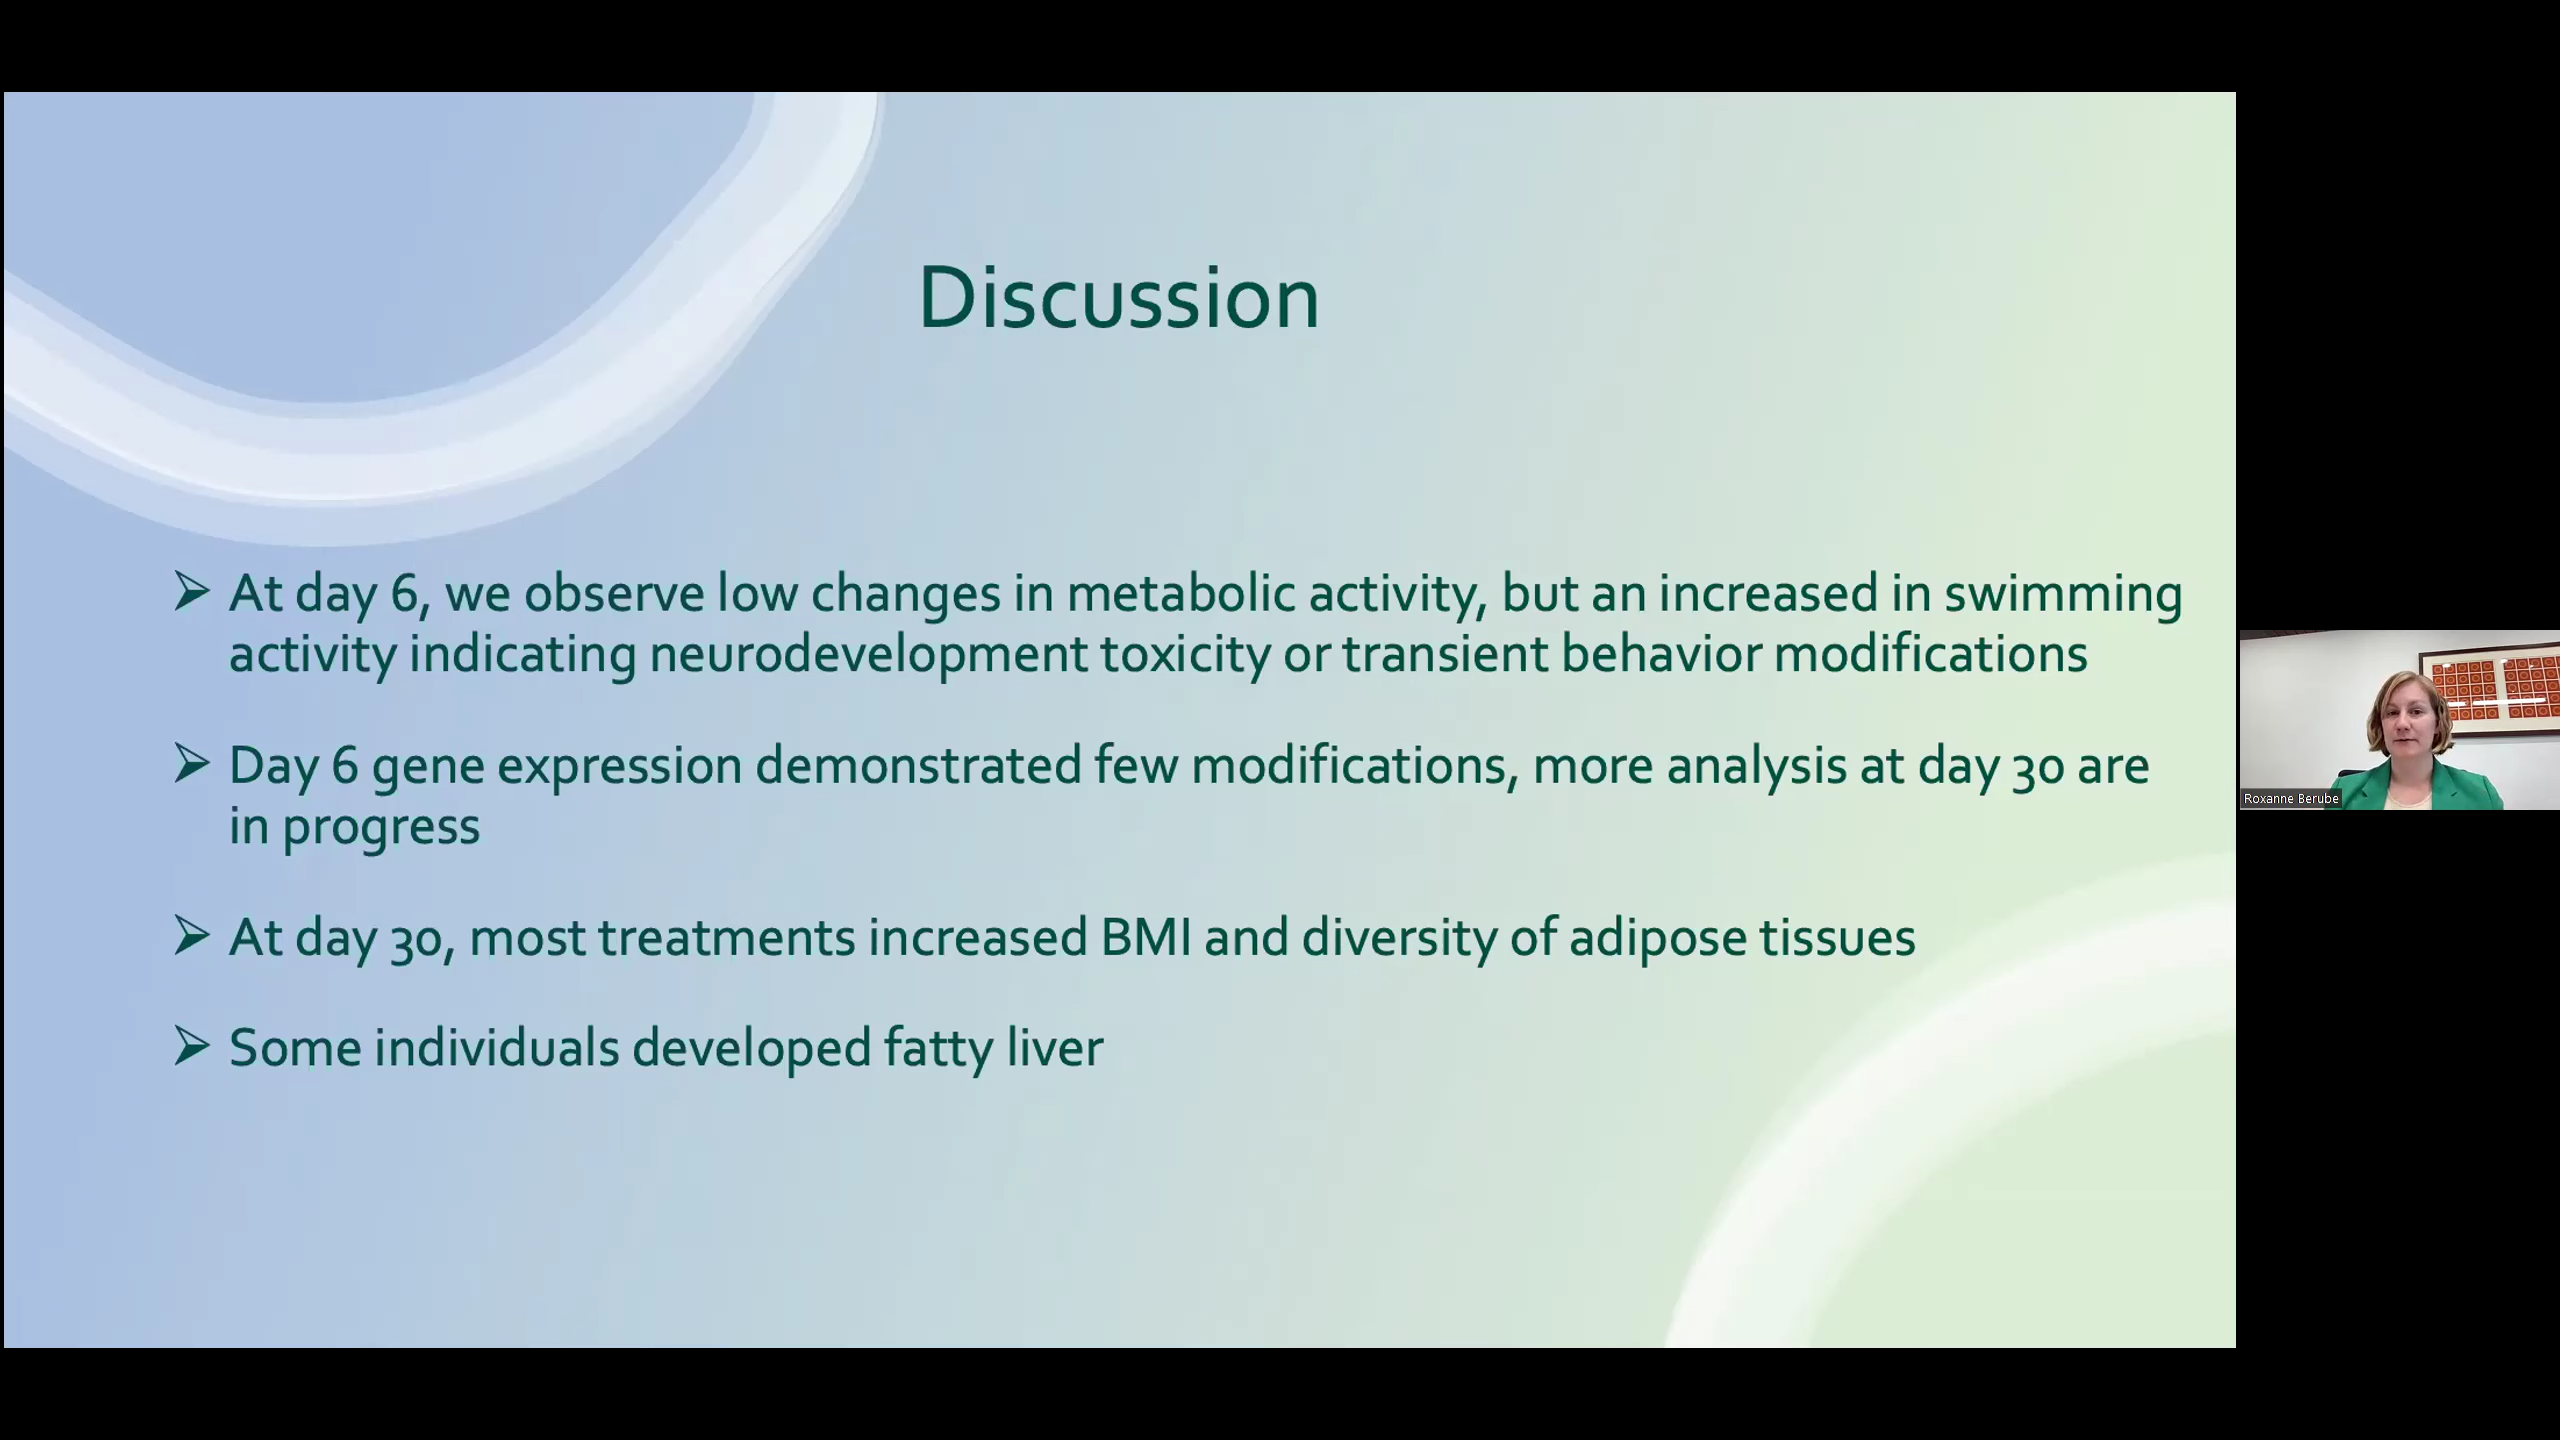 Discussion
At day 6, we observe low changes in metabolic activity, but an increased in swimming
activity indicating neurodevelopment toxicity or transient behavior modifications
Day 6 gene expression demonstrated few modifications, more analysis at day 30 are
in progress
At day 30, most treatments increased BMI and diversity of adipose tissues
Some individuals developed fatty liver
Roxanne Berube